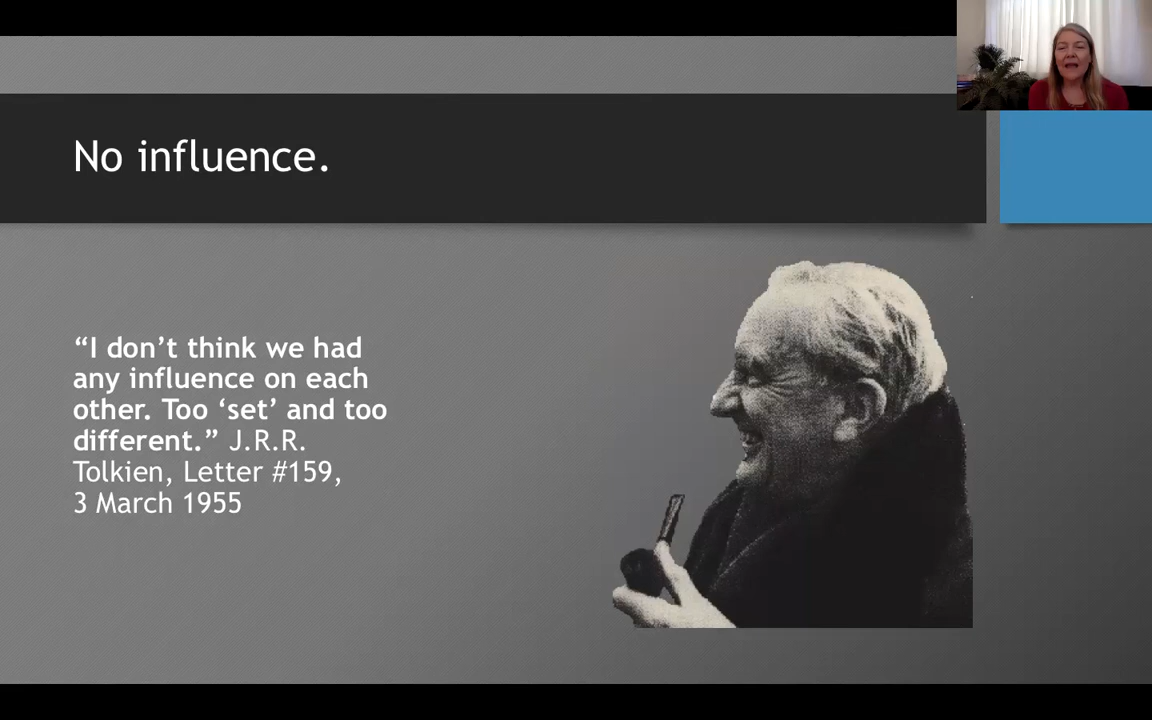 No influence.
“I don’t think we had
any influence on each
other. Too ‘set’ and too
different.” J.R.R.
Tolkien, Letter #159,
3 March 1955